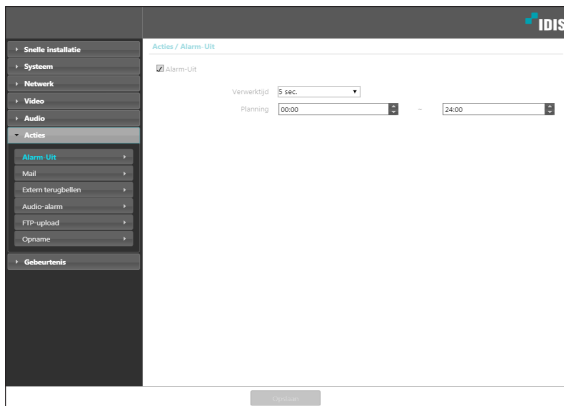 IDIS
Snelle installatie
Systeem
Netwerk
Video
Audio
Acties
Alarm-Uit
Mail
Extern terugbellen
Audio-alarm
FTP-upload
Opname
Gebeurtenis
Acties / Alarm-Uit
Alarm-Uit
Verwerktijd 5 sec.
Planning 00:00 – 24:00
Opslaan